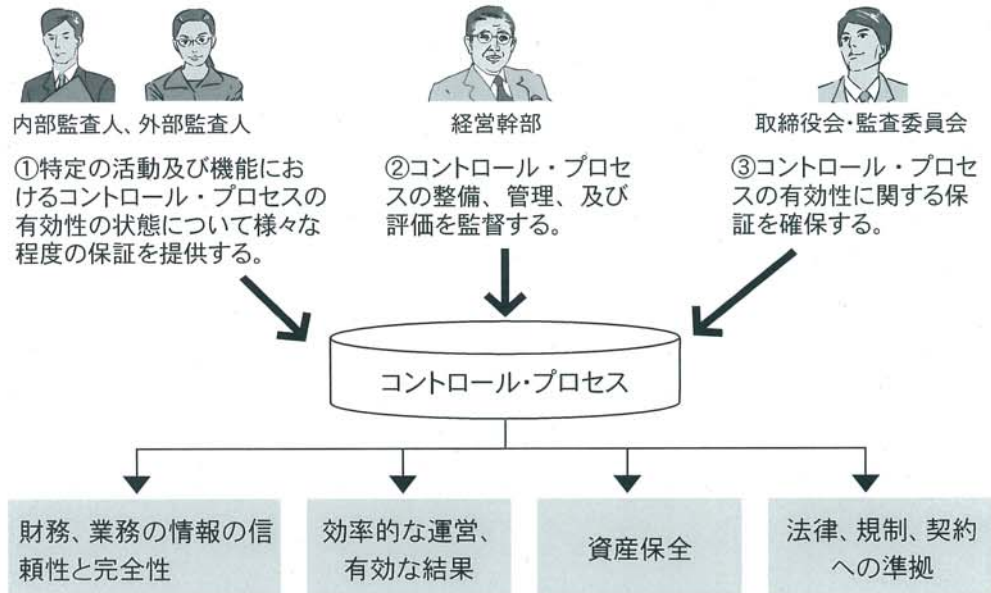 内部監査人、外部監査人
経営幹部
取締役会・監査委員会
①特定の活動及び機能にお
けるコントロール・プロセスの
有効性の状態について様々な
程度の保証を提供する。
②コントロール・プロセ
スの整備、管理、及び
評価を監督する。
③コントロール・プロセ
スの有効性に関する保
証を確保する。
コントロール・プロセス
財務、業務の情報の信
頼性と完全性
効率的な運営、
有効な結果
資産保全
法律、規制、契約
への準拠